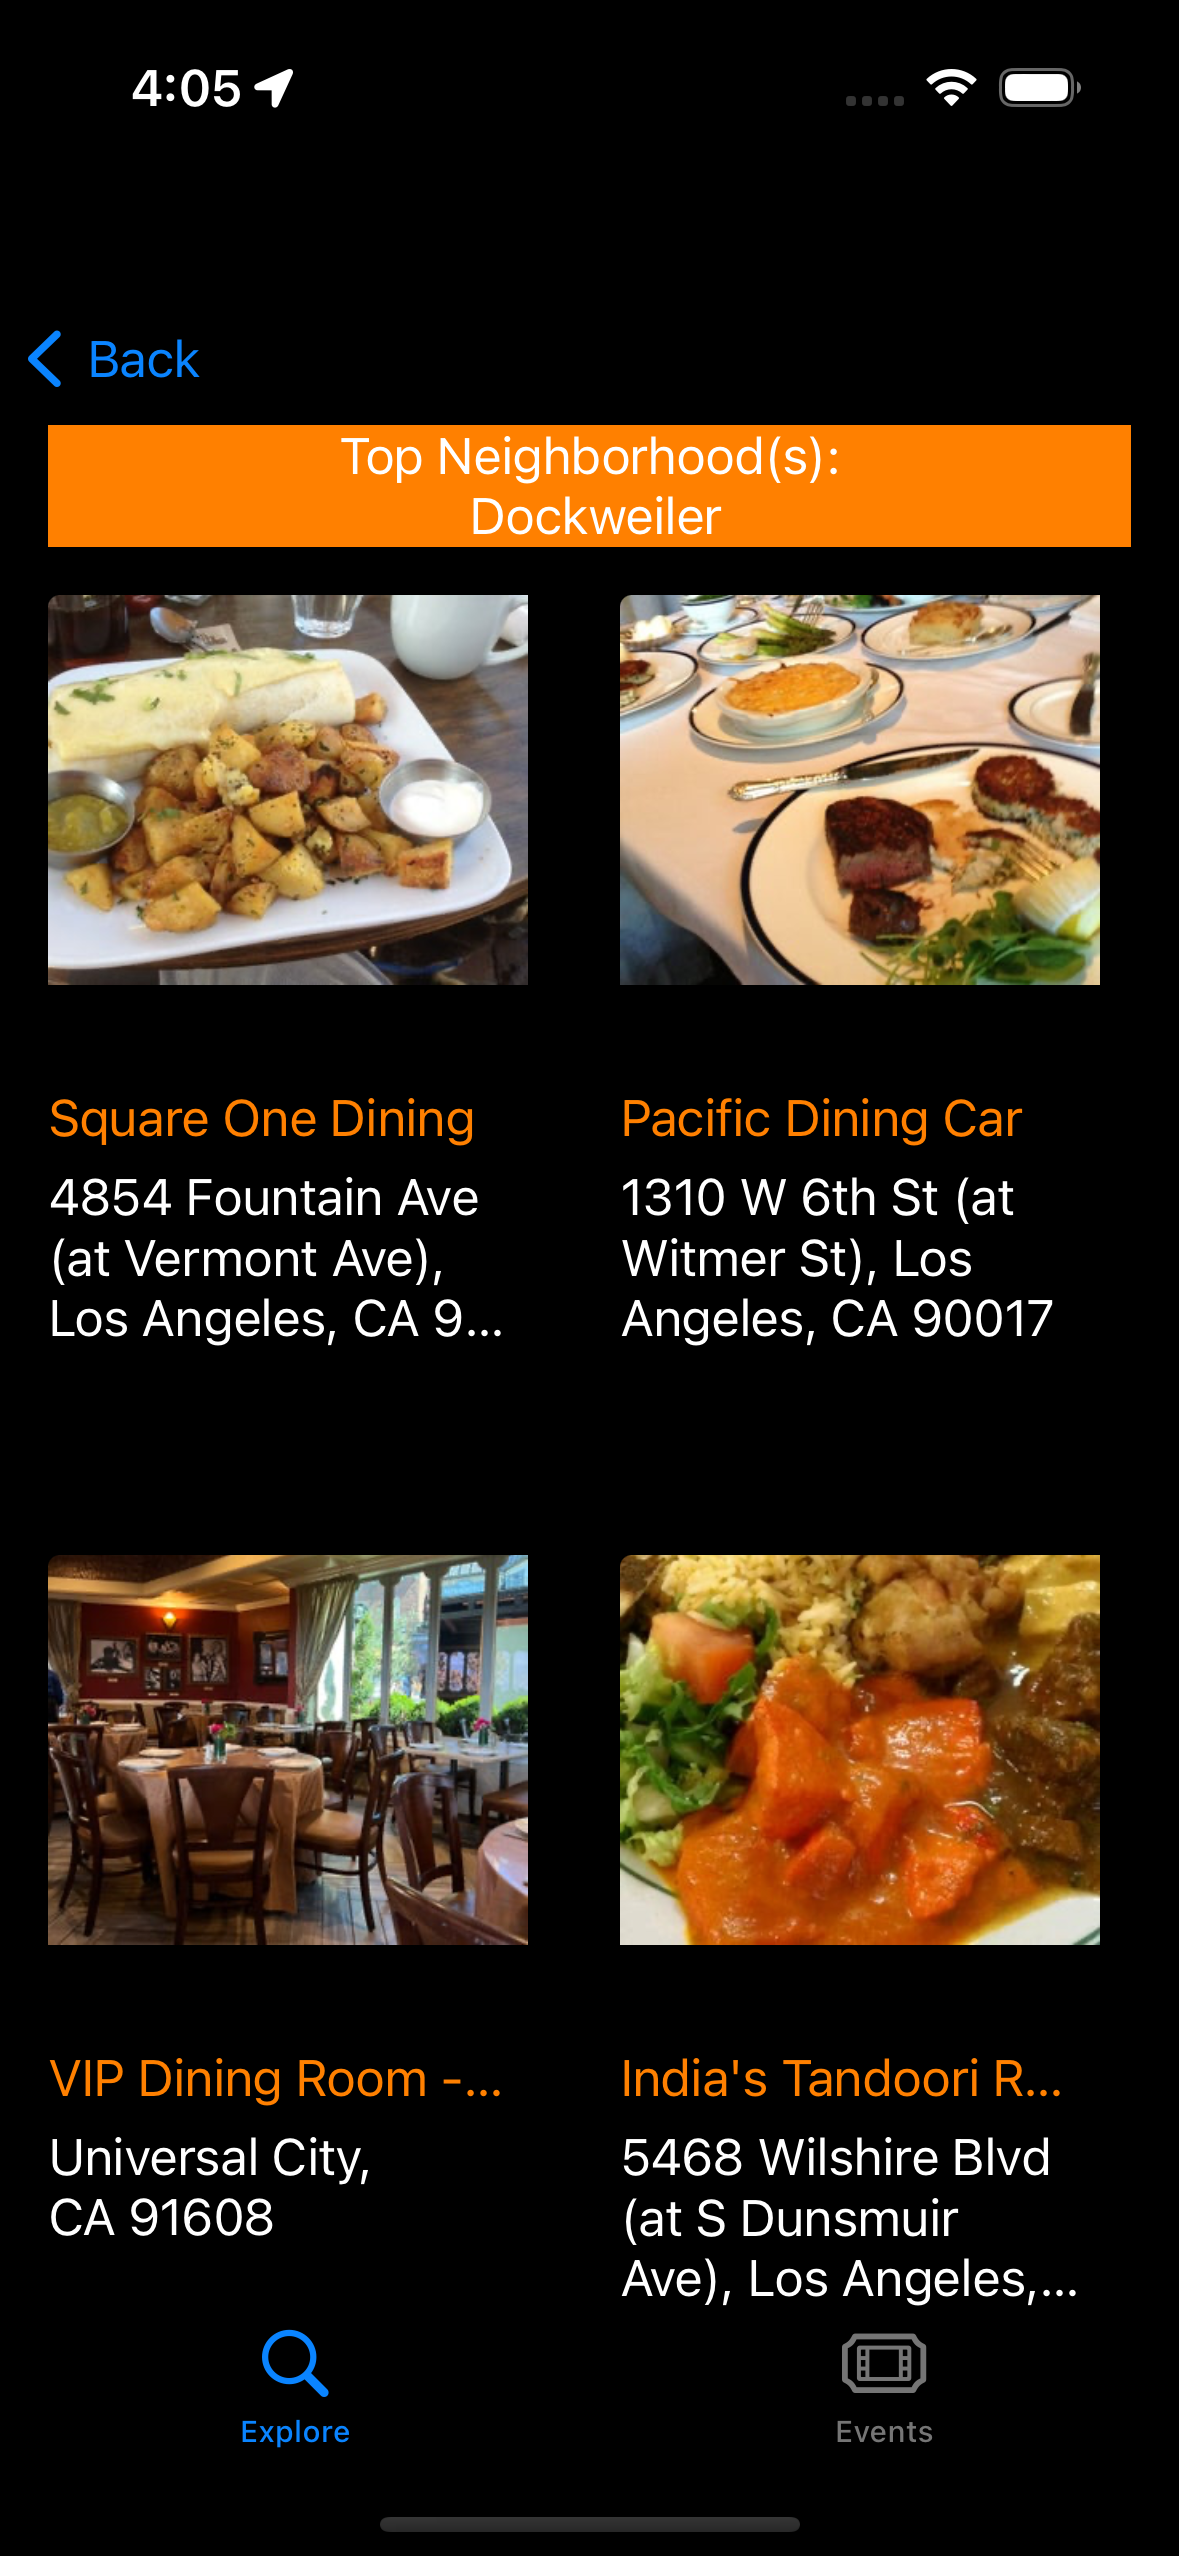 4:05
Back
Top Neighborhood(s):
Dockweiler
Square One Dining
4854 Fountain Ave
(at Vermont Ave),
Los Angeles, CA 9...
Pacific Dining Car
1310 W 6th St (at
Witmer St), Los
Angeles, CA 90017
VIP Dining Room -...
Universal City,
CA 91608
India's Tandoori R...
5468 Wilshire Blvd
(at S Dunsmuir
Ave), Los Angeles,...
Explore
Events